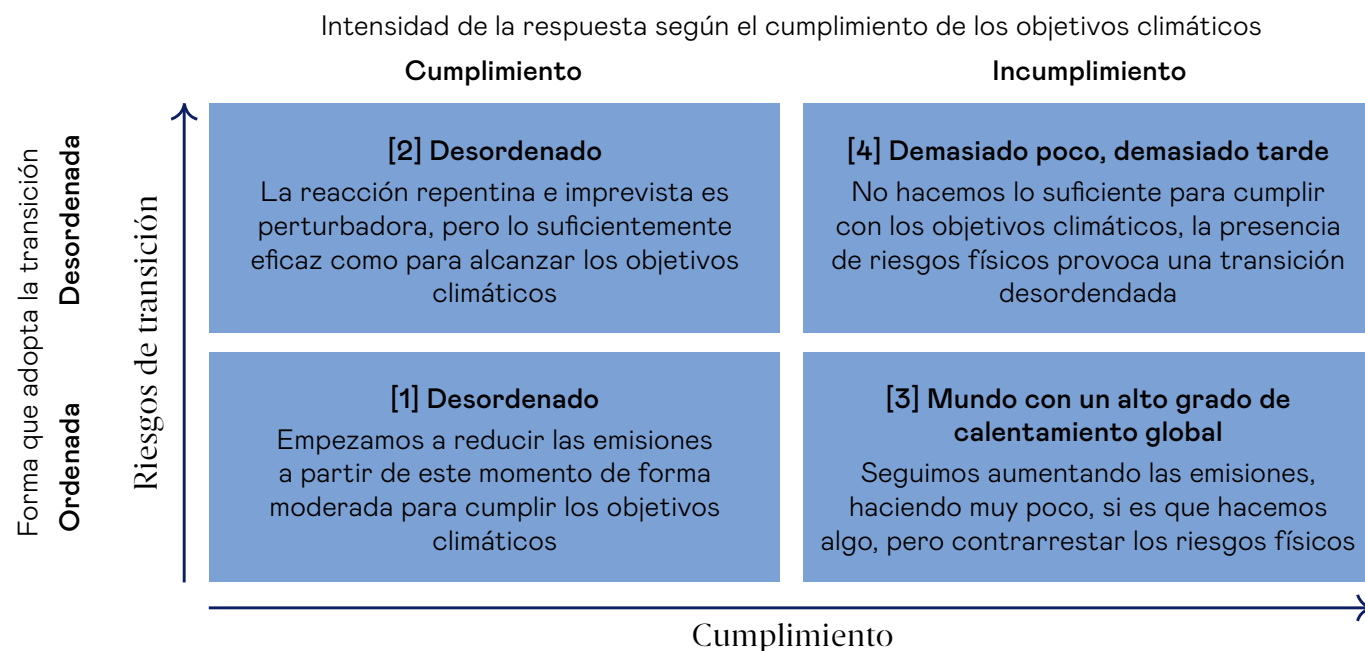 Intensidad de la respuesta según el cumplimiento de los objetivos climáticos
Cumplimiento
Incumplimiento
Forma que adopta la transición
Desordenada
Ordenada
Riesgos de transición
[2] Desordenado
La reacción repentina e imprevista es
perturbadora, pero lo suficientemente
eficaz como para alcanzar los objetivos
climáticos
[4] Demasiado poco, demasiado tarde
No hacemos lo suficiente para cumplir
con los objetivos climáticos, la presencia
de riesgos físicos provoca una transición
desordendada
[1] Desordenado
Empezamos a reducir las emisiones
a partir de este momento de forma
moderada para cumplir los objetivos
climáticos
[3] Mundo con un alto grado de
calentamiento global
Seguimos aumentando las emisiones,
haciendo muy poco, si es que hacemos
algo, pero contrarrestar los riesgos físicos
Cumplimiento